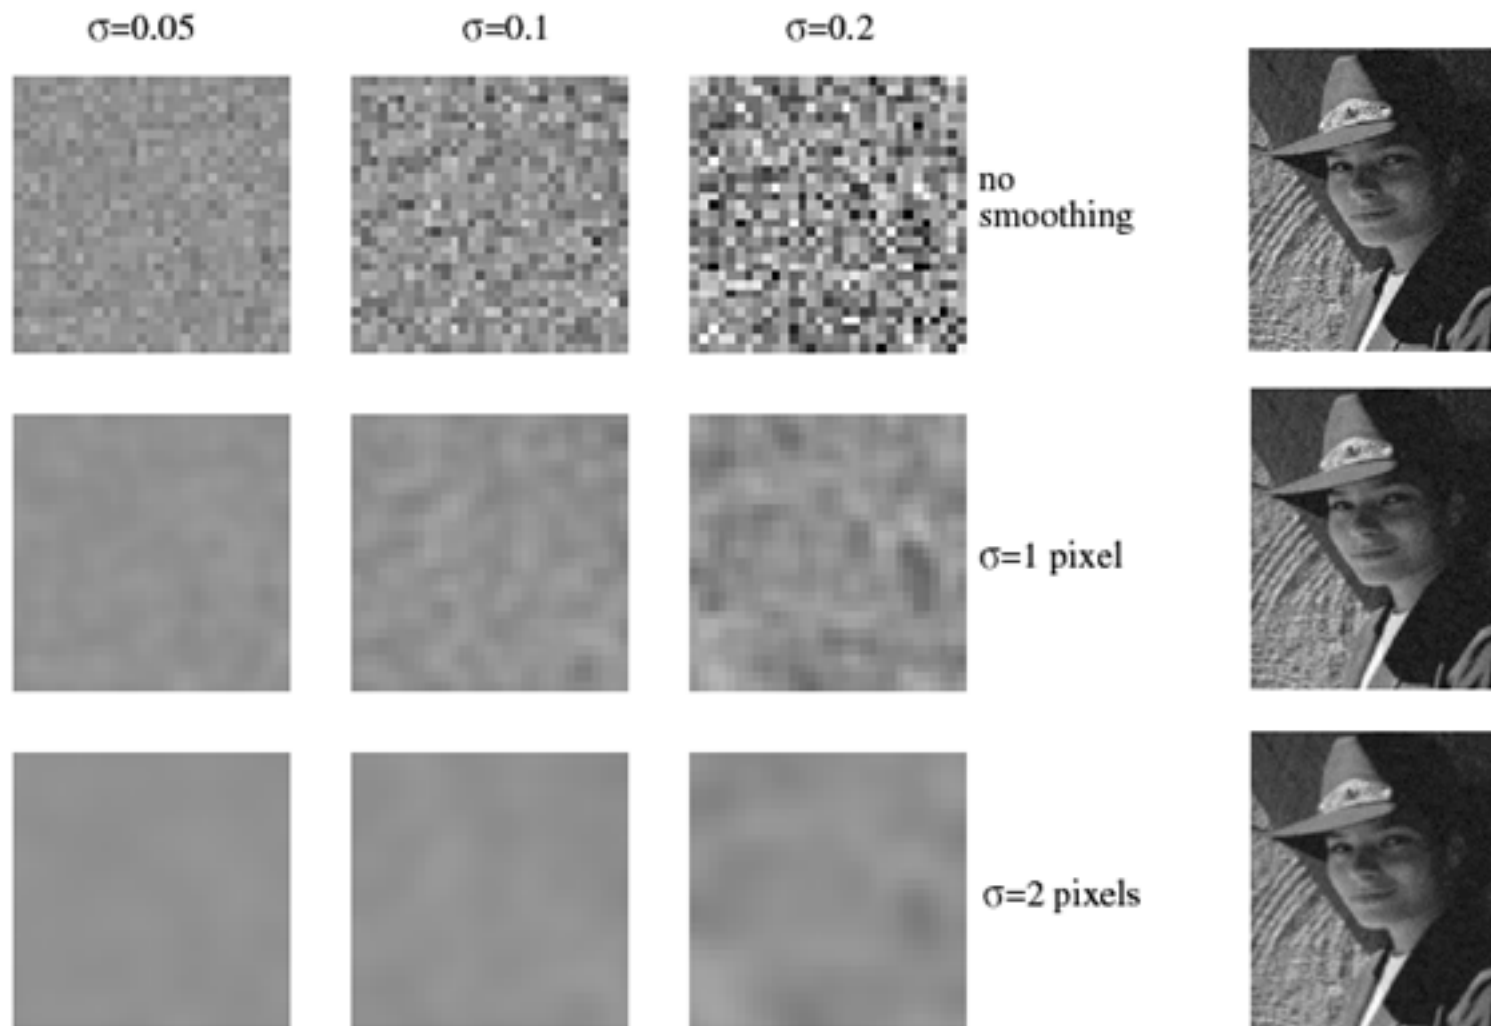 σ=0.05
σ=0.1
σ=0.2
no
smoothing
σ=1 pixel
σ=2 pixels